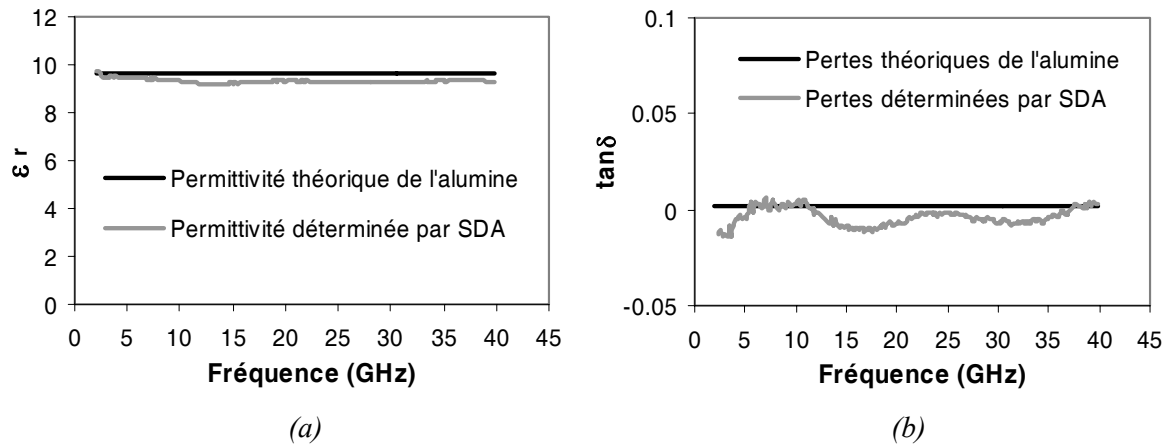 12
10
8
6
4
2
0
ε r
Permittivité théorique de l'alumine
Permittivité déterminée par SDA
0 5 10 15 20 25 30 35 40 45
Fréquence (GHz)
(a)
0.1
0.05
0
-0.05
tanδ
Pertes théoriques de l'alumine
Pertes déterminées par SDA
0 5 10 15 20 25 30 35 40 45
Fréquence (GHz)
(b)